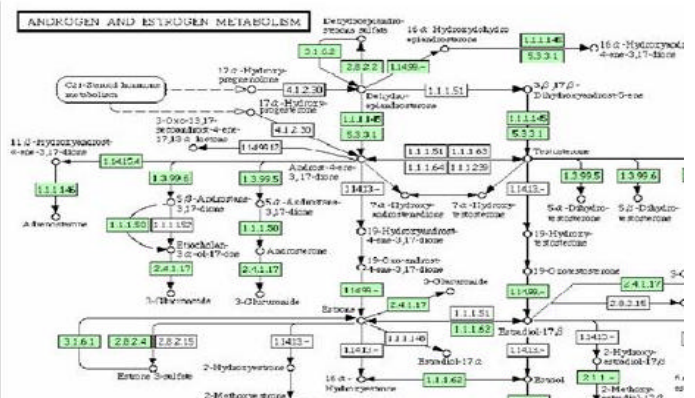 ANDROGEN AND ESTROGEN METABOLISM
Dehydroepiandro-
sterone sulfate
3.1.6.2
2.8.2.2
1.14.99.-
1.1.1.145
5.3.3.1
4-ene-3,17-dione
C21-Steroid hormone
metabolism
17α-Hydroxy-
pregnenolone
4.1.2.30
Dehydro-
epiandrosterone
1.1.1.51
3β,17β-
Dihydroxyandrost-5-ene
17α-Hydroxy-
progesterone
4.1.2.30
1.1.1.145
5.3.3.1
1.1.1.145
5.3.3.1
3-Oxo-13,17-
secoandrost-4-ene-
17,13α-lactone
1.14.99.12
11β-Hydroxyandrost-
4-ene-3,17-dione
1.14.15.4
Androst-4-ene-
3,17-dione
1.1.1.51
1.1.1.63
1.1.1.64
1.1.1.239
Testosterone
1.3.99.6
1.3.99.5
1.14.13.-
1.14.13.-
1.3.99.5
1.3.99.6
1.1.1.146
Adrenosterone
5β-Androstane-
3,17-dione
5α-Androstane-
3,17-dione
7α-Hydroxy-
androstenedione
7α-Hydroxy-
testosterone
5α-Dihydro-
testosterone
5β-Dihydro-
testosterone
1.1.1.50
1.1.1.152
1.1.1.50
19-Hydroxyandrost-
4-ene-3,17-dione
19-Hydroxy-
testosterone
Etiocholan-
3α-ol-17-one
Androsterone
2.4.1.17
2.4.1.17
19-Oxo-androst-
4-ene-3,17-dione
19-Oxotestosterone
3-Glucuronide
3-Glucuronide
1.14.99.-
3-Glucuronide
2.4.1.17
1.14.99.-
2.4.1.17
2.8.2.15
Estrone
1.1.1.51
1.1.1.62
Estradiol-17β
3.1.6.1
2.8.2.4
2.8.2.15
1.14.13.-
1.14.13.-
1.1.1.148
Estradiol-17α
1.14.13.-
1.14.13.-
Estrone 3-sulfate
2-Hydroxyestrone
2-Hydroxy-
estradiol-17β
16α-
Hydroxyestrone
1.1.1.62
Estriol
2.1.1.-
2-Methoxyestrone
2-Methoxy-
estradiol-17β